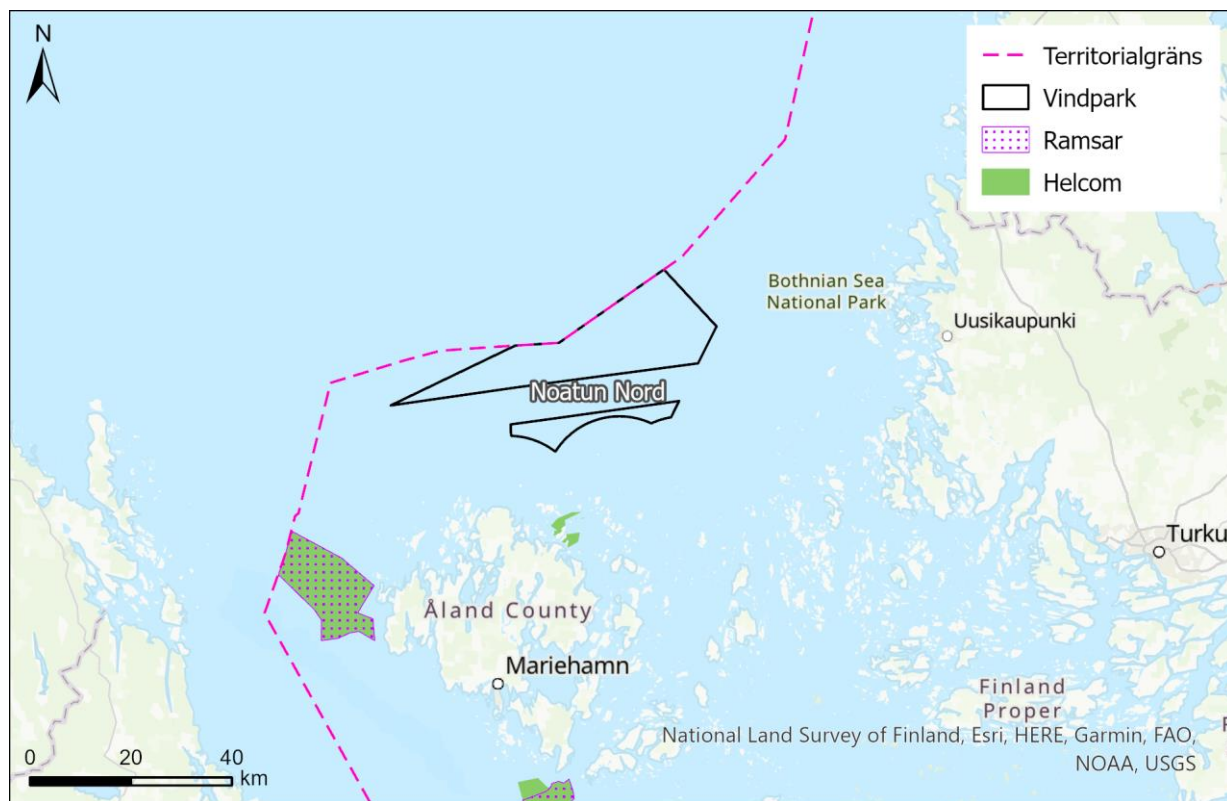 N
Territorialgräns
Vindpark
Ramsar
Helcom
Bothnian Sea
National Park
Uusikaupunki
Noatun Nord
Turku
Åland County
Mariehamn
Finland
Proper
National Land Survey of Finland, Esri, HERE, Garmin, FAO,
NOAA, USGS
0 20 40
km